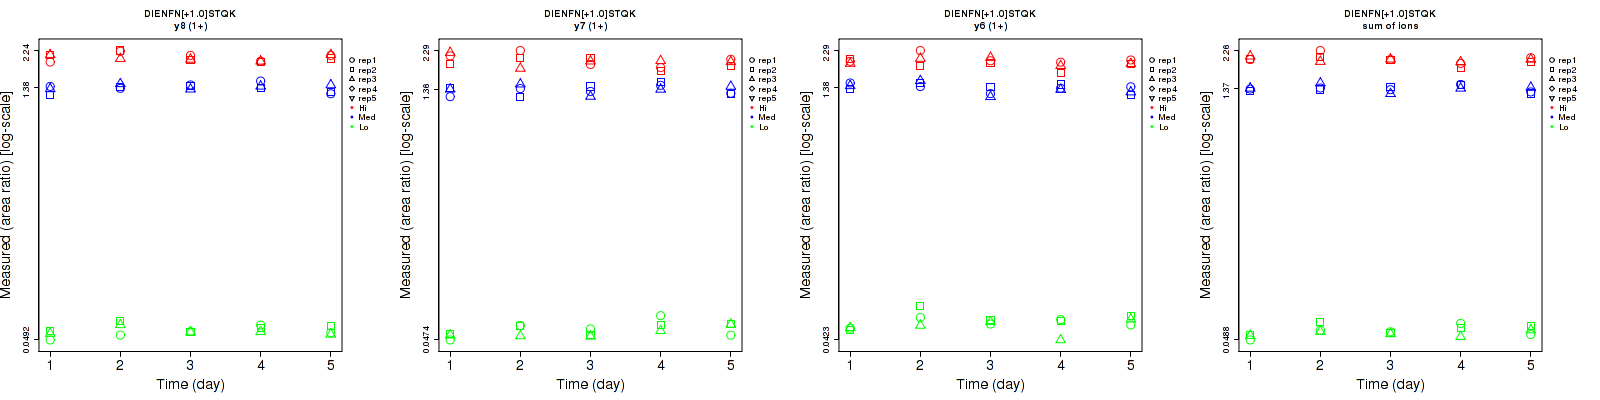 DIENFN[+1.0]STQK
y8 (1+)
Measured (area ratio) [log-scale]
2.24
1.38
0.0492
1 2 3 4 5
Time (day)
rep1
rep2
rep3
rep4
rep5
Hi
Med
Lo
DIENFN[+1.0]STQK
y7 (1+)
Measured (area ratio) [log-scale]
2.29
1.36
0.0474
1 2 3 4 5
Time (day)
rep1
rep2
rep3
rep4
rep5
Hi
Med
Lo
DIENFN[+1.0]STQK
y6 (1+)
Measured (area ratio) [log-scale]
2.29
1.38
0.0423
1 2 3 4 5
Time (day)
rep1
rep2
rep3
rep4
rep5
Hi
Med
Lo
DIENFN[+1.0]STQK
sum of ions
Measured (area ratio) [log-scale]
2.26
1.37
0.0488
1 2 3 4 5
Time (day)
rep1
rep2
rep3
rep4
rep5
Hi
Med
Lo